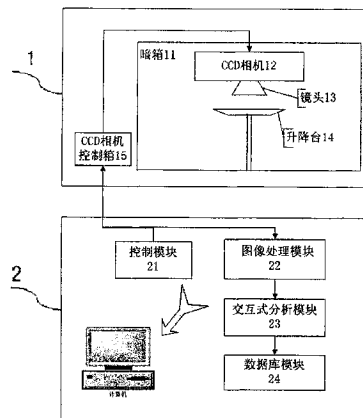 1
暗箱11
CCD相机12
镜头13
升降台14
CCD相机
控制箱15
2
控制模块
21
图像处理模块
22
交互式分析模块
23
数据库模块
24
计算机